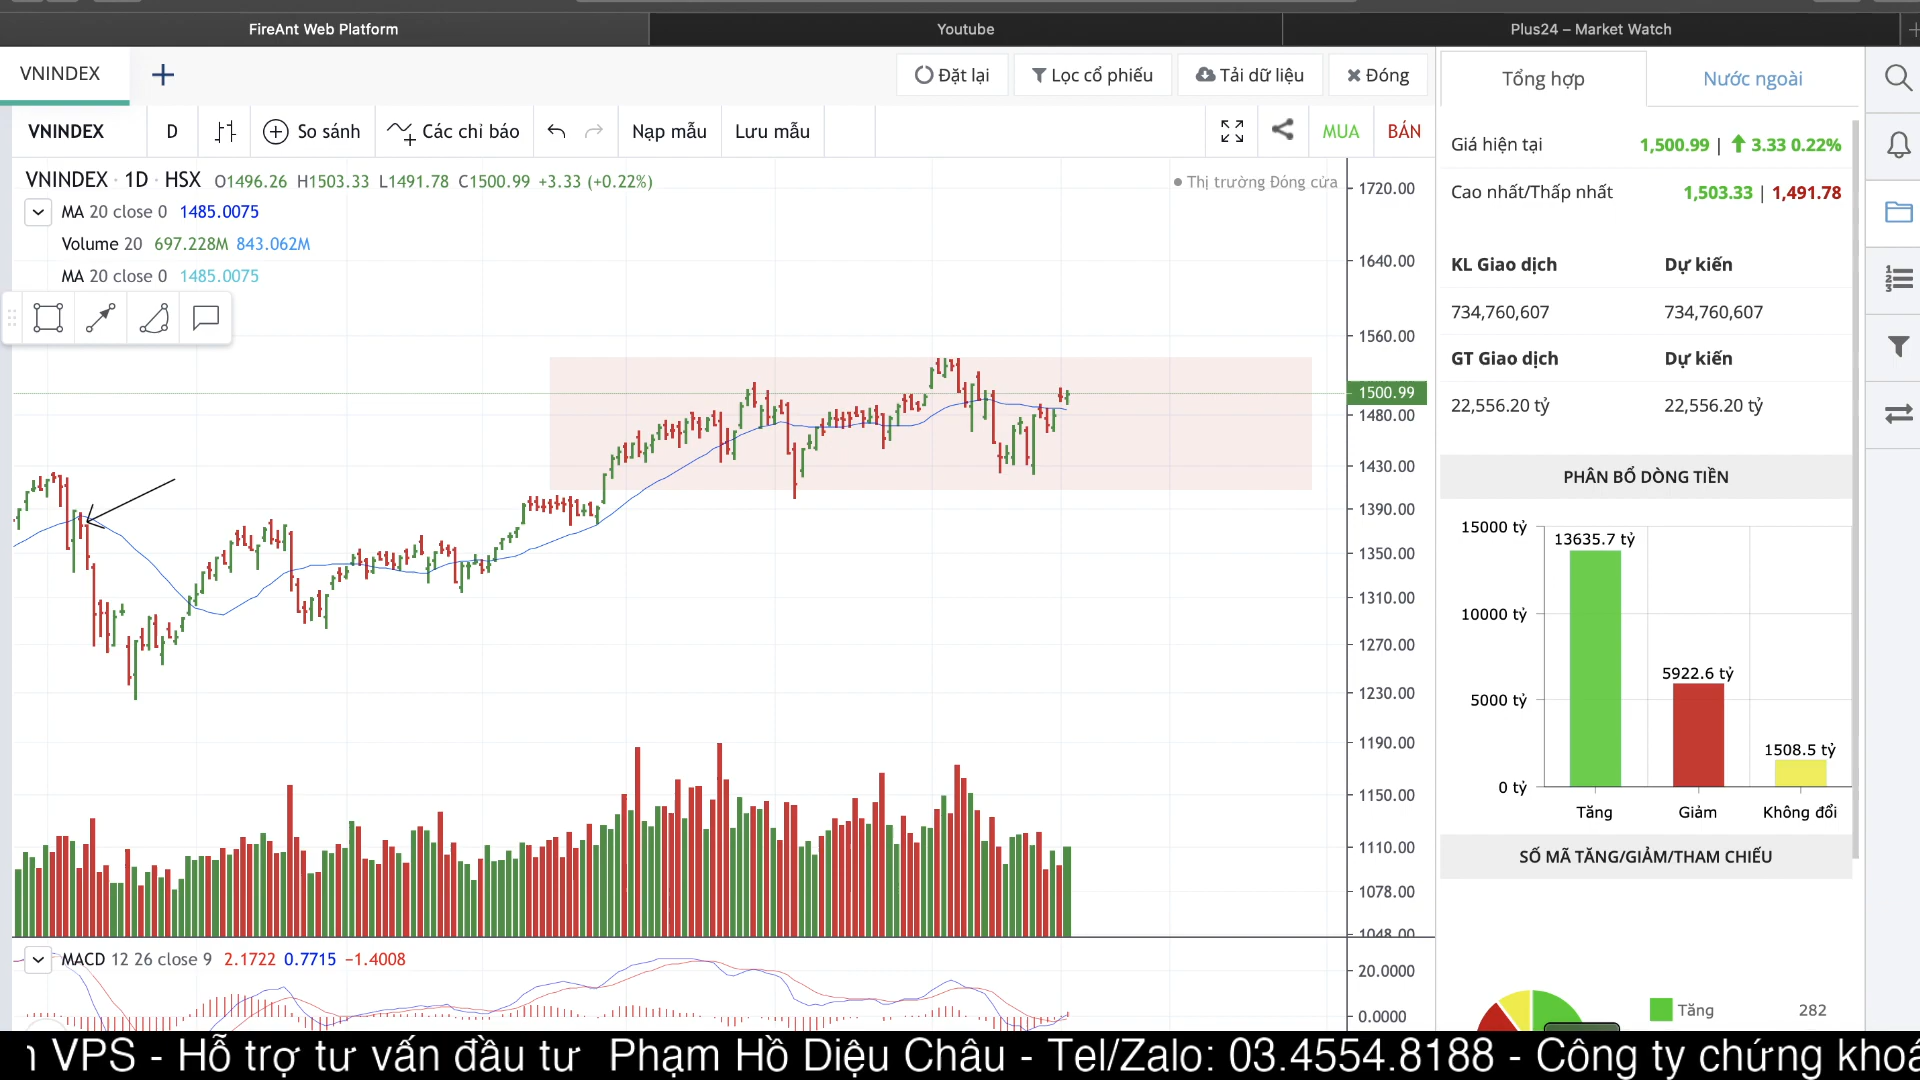 FireAnt Web Platform
Youtube
Plus24 – Market Watch
VNINDEX
Đặt lại
Lọc cổ phiếu
Tải dữ liệu
Đóng
Tổng hợp
Nước ngoài
VNINDEX
D
So sánh
Các chỉ báo
Nạp mẫu
Lưu mẫu
MUA
BÁN
VNINDEX · 1D · HSX O1496.26 H1503.33 L1491.78 C1500.99 +3.33 (+0.22%)
Thị trường Đóng cửa
MA 20 close 0 1485.0075
Volume 20 697.228M 843.062M
MA 20 close 0 1485.0075
1720.00
1640.00
1560.00
1500.99
1480.00
1430.00
1390.00
1350.00
1310.00
1270.00
1230.00
1190.00
1150.00
1110.00
1078.00
1048.00
MACD 12 26 close 9 2.1722 0.7715 −1.4008
20.0000
0.0000
Giá hiện tại 1,500.99 | 3.33 0.22%
Cao nhất/Thấp nhất 1,503.33 | 1,491.78
KL Giao dịch Dự kiến
734,760,607 734,760,607
GT Giao dịch Dự kiến
22,556.20 tỷ 22,556.20 tỷ
PHÂN BỔ DÒNG TIỀN
15000 tỷ
10000 tỷ
5000 tỷ
0 tỷ
13635.7 tỷ
5922.6 tỷ
1508.5 tỷ
Tăng Giảm Không đổi
SỐ MÃ TĂNG/GIẢM/THAM CHIẾU
Tăng 282
VPS - Hỗ trợ tư vấn đầu tư Phạm Hồ Diệu Châu - Tel/Zalo: 03.4554.8188 - Công ty chứng